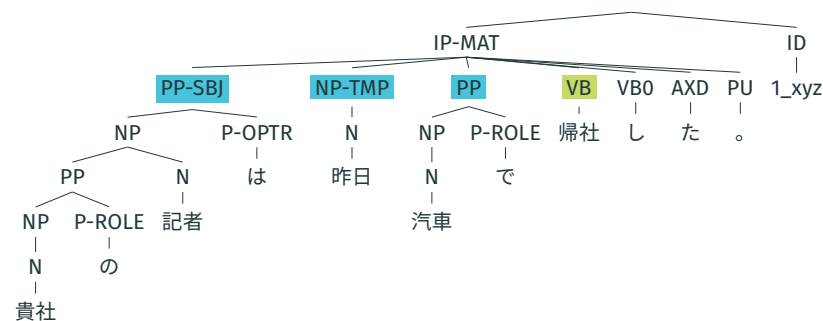 IP-MAT ID
PP-SBJ NP-TMP PP VB VB0 AXD PU 1_xyz
NP P-OPTR N NP P-ROLE 帰社 し た 。
PP N は 昨日 N で
NP P-ROLE 記者 汽車
N の
貴社